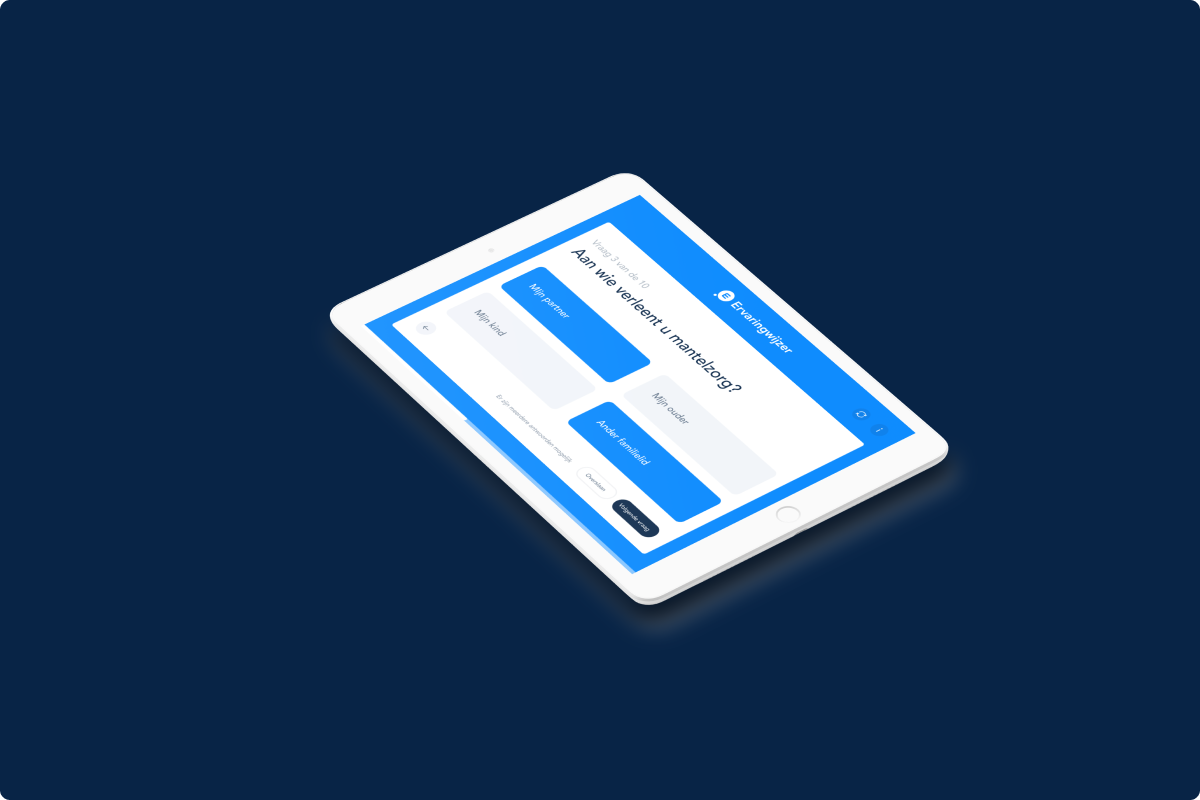 Ervaringwijzer
Vraag 3 van de 10
Aan wie verleent u mantelzorg?
Mijn partner
Mijn ouder
Mijn kind
Ander familielid
Er zijn meerdere antwoorden mogelijk
Overslaan
Volgende vraag